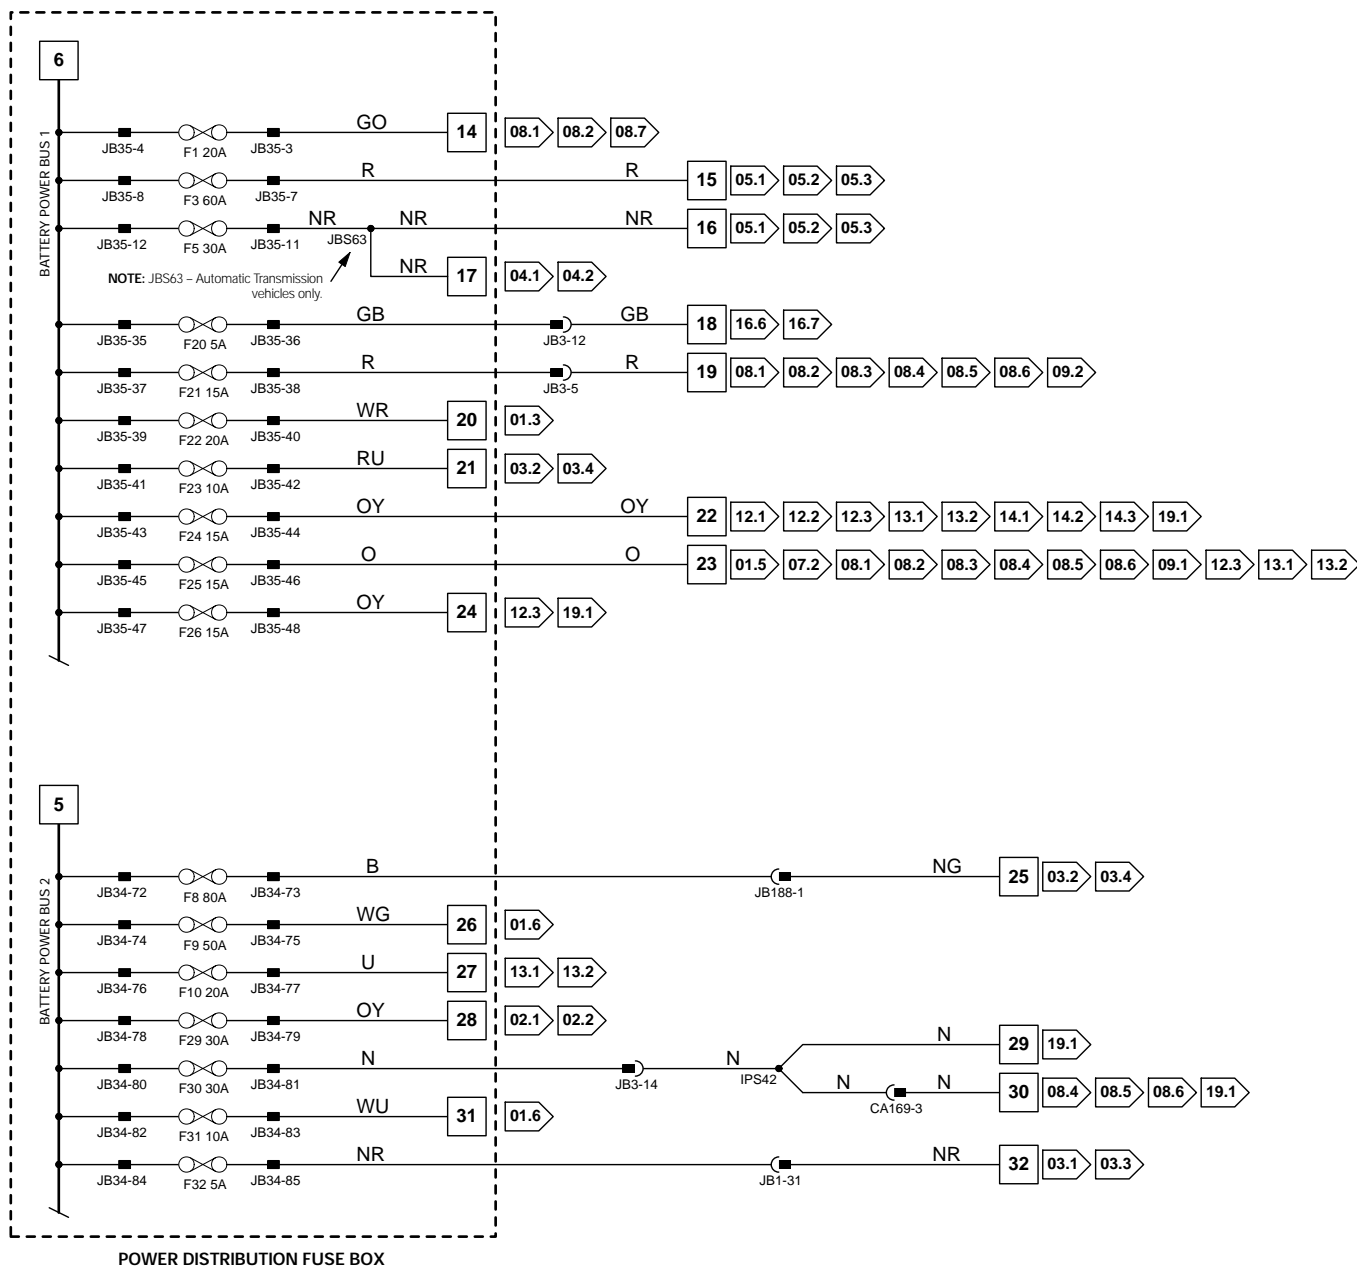 6
BATTERY POWER BUS 1
GO
14 08.1 08.2 08.7
JB35-4 F1 20A JB35-3
R R
15 05.1 05.2 05.3
JB35-8 F3 60A JB35-7
NR NR NR
16 05.1 05.2 05.3
JB35-12 F5 30A JB35-11 JBS63
NR
17 04.1 04.2
NOTE: JBS63 – Automatic Transmission
vehicles only.
GB GB
18 16.6 16.7
JB35-35 F20 5A JB35-36 JB3-12
R R
19 08.1 08.2 08.3 08.4 08.5 08.6 09.2
JB35-37 F21 15A JB35-38 JB3-5
WR
20 01.3
JB35-39 F22 20A JB35-40
RU
21 03.2 03.4
JB35-41 F23 10A JB35-42
OY OY
22 12.1 12.2 12.3 13.1 13.2 14.1 14.2 14.3 19.1
JB35-43 F24 15A JB35-44
O O
23 01.5 07.2 08.1 08.2 08.3 08.4 08.5 08.6 09.1 12.3 13.1 13.2
JB35-45 F25 15A JB35-46
OY
24 12.3 19.1
JB35-47 F26 15A JB35-48
5
BATTERY POWER BUS 2
B NG
25 03.2 03.4
JB34-72 F8 80A JB34-73 JB188-1
WG
26 01.6
JB34-74 F9 50A JB34-75
U
27 13.1 13.2
JB34-76 F10 20A JB34-77
OY
28 02.1 02.2
JB34-78 F29 30A JB34-79
N
29 19.1
N N
JB34-80 F30 30A JB34-81 JB3-14 IPS42
N N
30 08.4 08.5 08.6 19.1
CA169-3
WU
31 01.6
JB34-82 F31 10A JB34-83
NR NR
32 03.1 03.3
JB34-84 F32 5A JB34-85 JB1-31
POWER DISTRIBUTION FUSE BOX